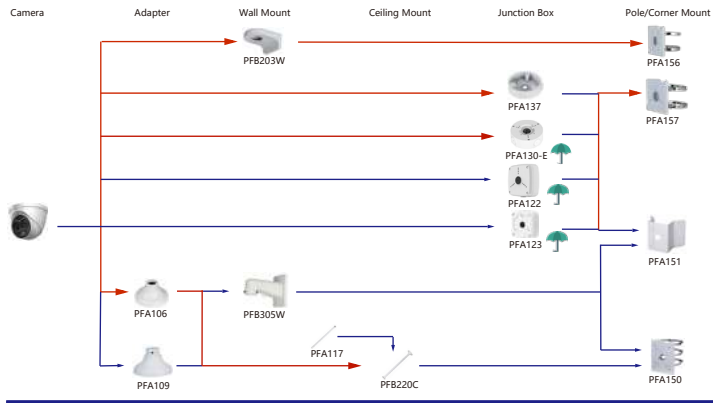 Camera Adapter Wall Mount Ceiling Mount Junction Box Pole/Corner Mount
PFB203W
PFA156
PFA137
PFA157
PFA130-E
PFA122
PFA123
PFA151
PFA106
PFB305W
PFA117
PFA109
PFB220C
PFA150